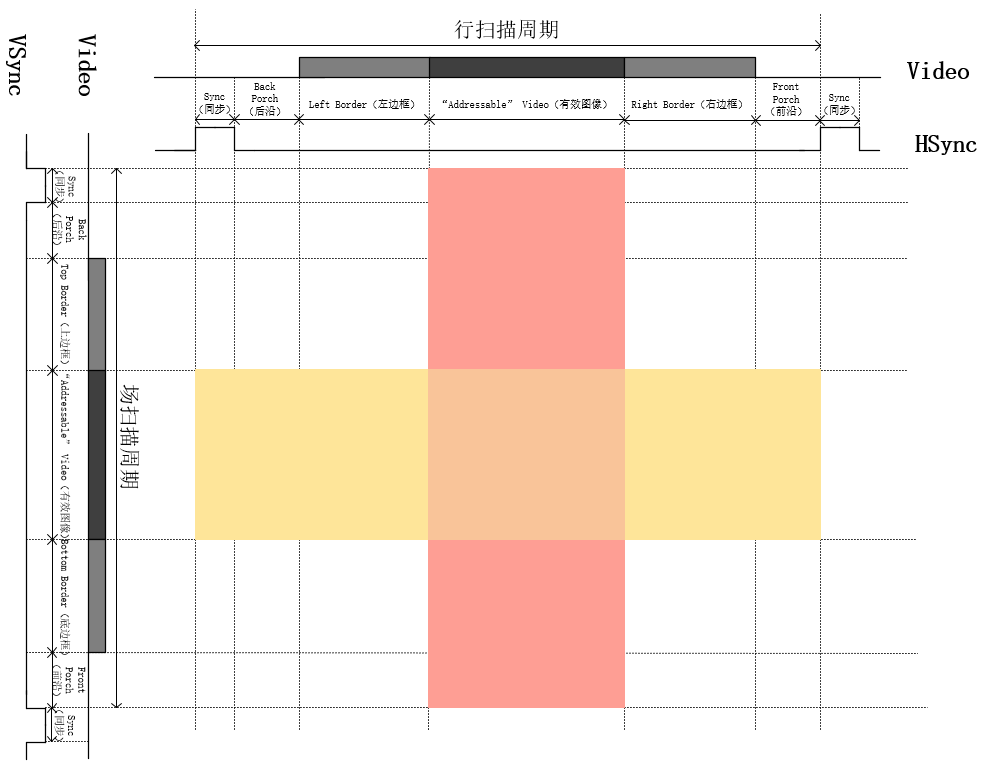 行扫描周期
Video
Sync
(同步)
Back
Porch
(后沿)
Left Border (左边框)
“Addressable” Video (有效图像)
Right Border (右边框)
Front
Porch
(前沿)
Sync
(同步)
HSync
VSync
Video
Sync
(同步)
Back
Porch
(后沿)
Top Border (上边框)
“Addressable” Video (有效图像)
Bottom Border (底边框)
Front
Porch
(前沿)
Sync
(同步)
场扫描周期